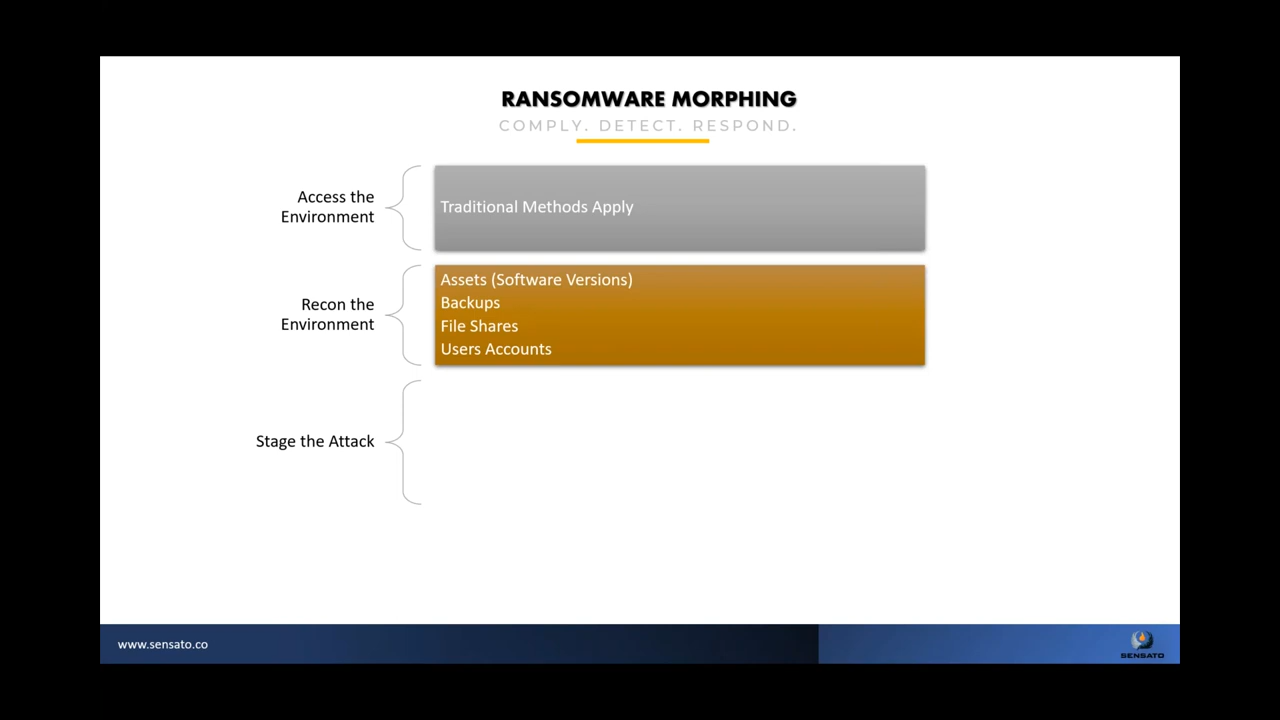 RANSOMWARE MORPHING
COMPLY. DETECT. RESPOND.
Access the
Environment
Traditional Methods Apply
Recon the
Environment
Assets (Software Versions)
Backups
File Shares
Users Accounts
Stage the Attack
www.sensato.co
SENSATO